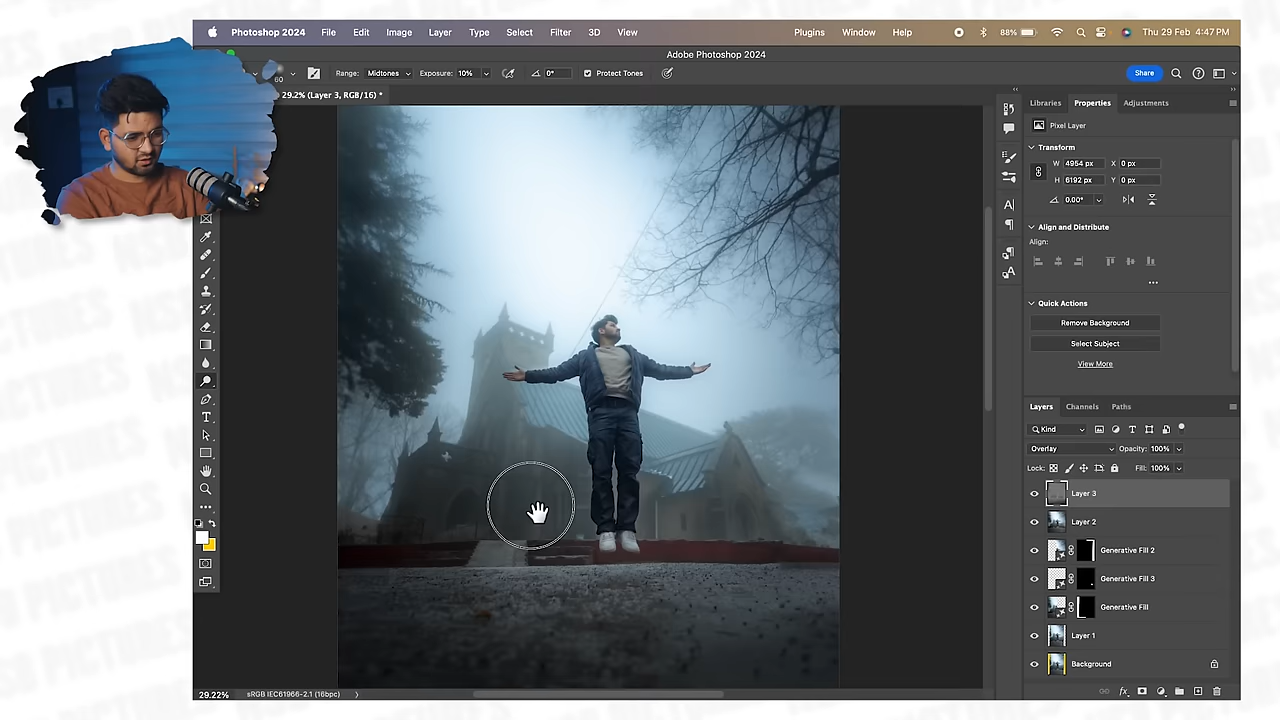 Photoshop 2024 File Edit Image Layer Type Select Filter 3D View Plugins Window Help 88% Thu 29 Feb 4:47 PM
Adobe Photoshop 2024
60 Range: Midtones Exposure: 10% 0° Protect Tones Share
29.2% (Layer 3, RGB/16) *
Libraries Properties Adjustments
Pixel Layer
Transform
W 4954 px X 0 px
H 6192 px Y 0 px
0.00°
Align and Distribute
Align:
Quick Actions
Remove Background
Select Subject
View More
Layers Channels Paths
Kind
Overlay Opacity: 100%
Lock: Fill: 100%
Layer 3
Layer 2
Generative Fill 2
Generative Fill 3
Generative Fill
Layer 1
Background
29.22% sRGB IEC61966-2.1 (16bpc)